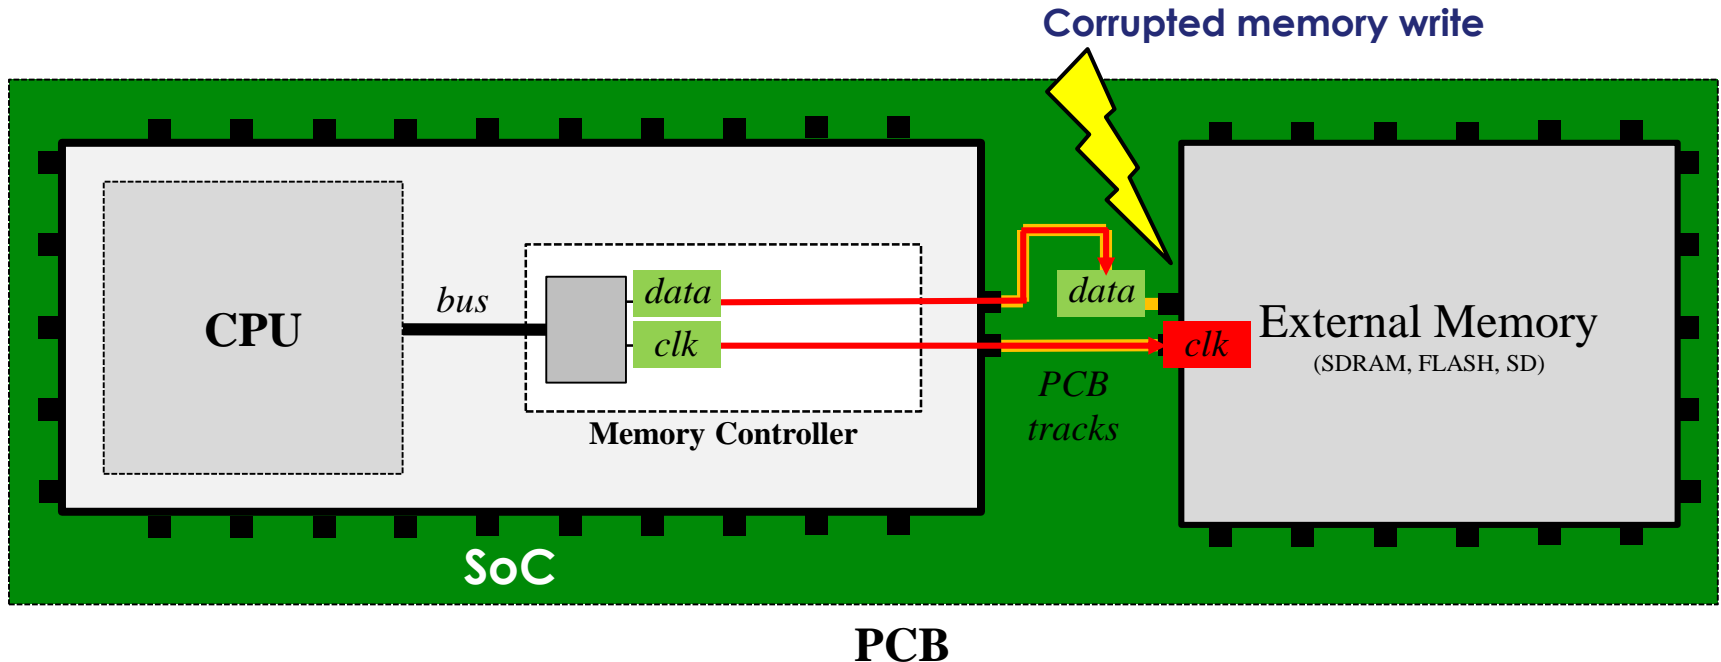 Corrupted memory write
CPU
bus
data
clk
Memory Controller
data
clk
PCB
tracks
External Memory
(SDRAM, FLASH, SD)
SoC
PCB